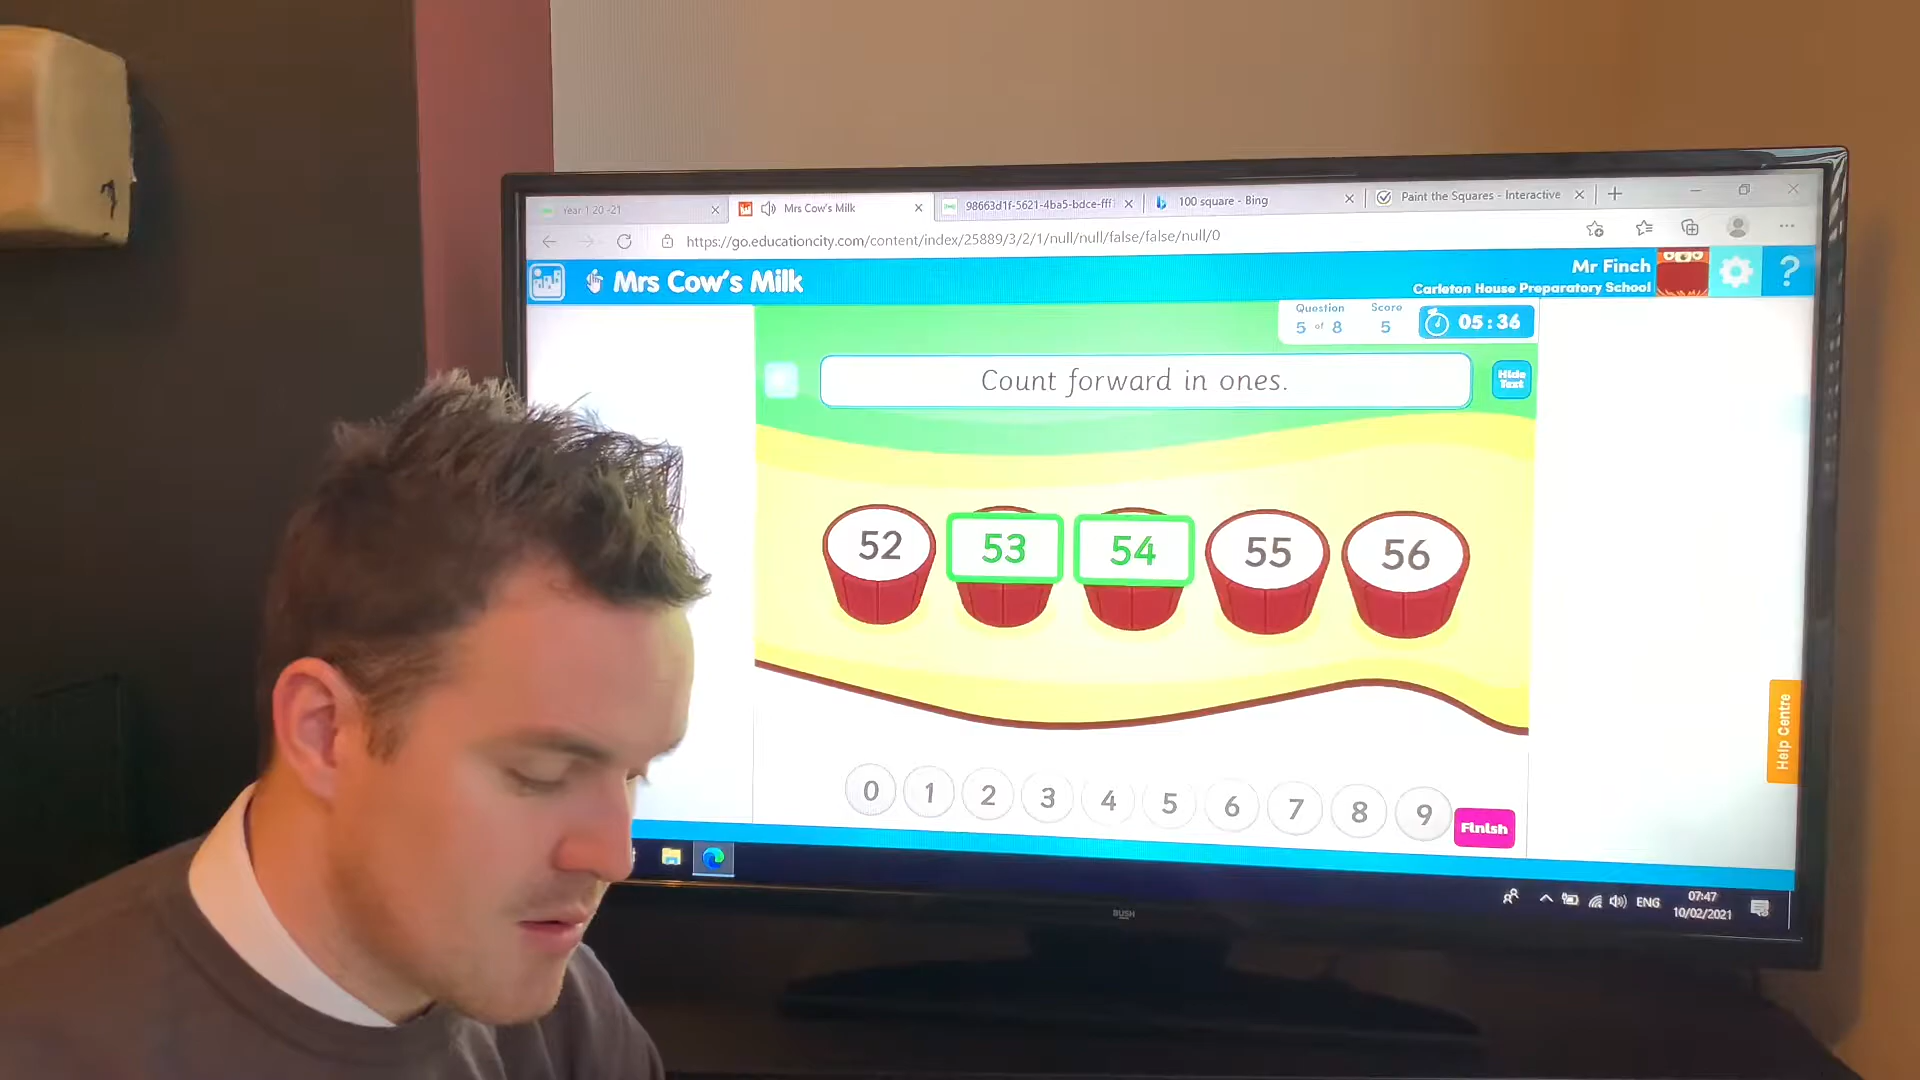 Year 1 20 -21
Mrs Cow's Milk
98663d1f-5621-4ba5-bdce-fff
100 square - Bing
Paint the Squares - Interactive
https://go.educationcity.com/content/index/25889/3/2/1/null/null/false/false/null/0
Mrs Cow's Milk
Mr Finch
Carleton House Preparatory School
?
Question
5 of 8
Score
5
05:36
Count forward in ones.
Hide
Text
52 53 54 55 56
Help Centre
0 1 2 3 4 5 6 7 8 9
Finish
ENG
07:47
10/02/2021
BUSH